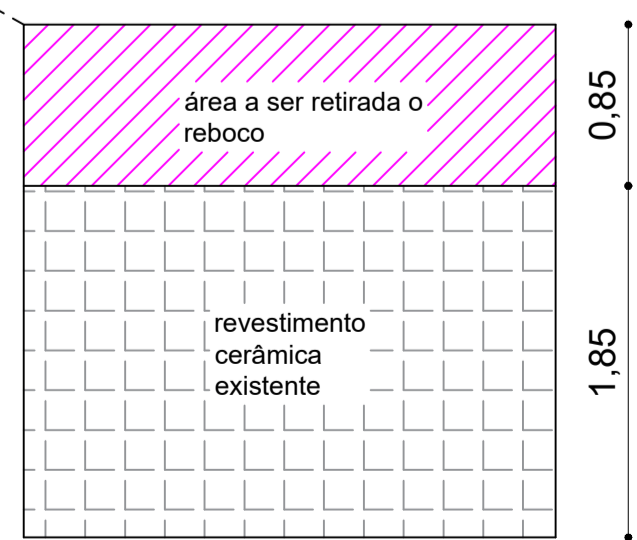 área a ser retirada o
reboco
0,85
revestimento
cerâmica
existente
1,85